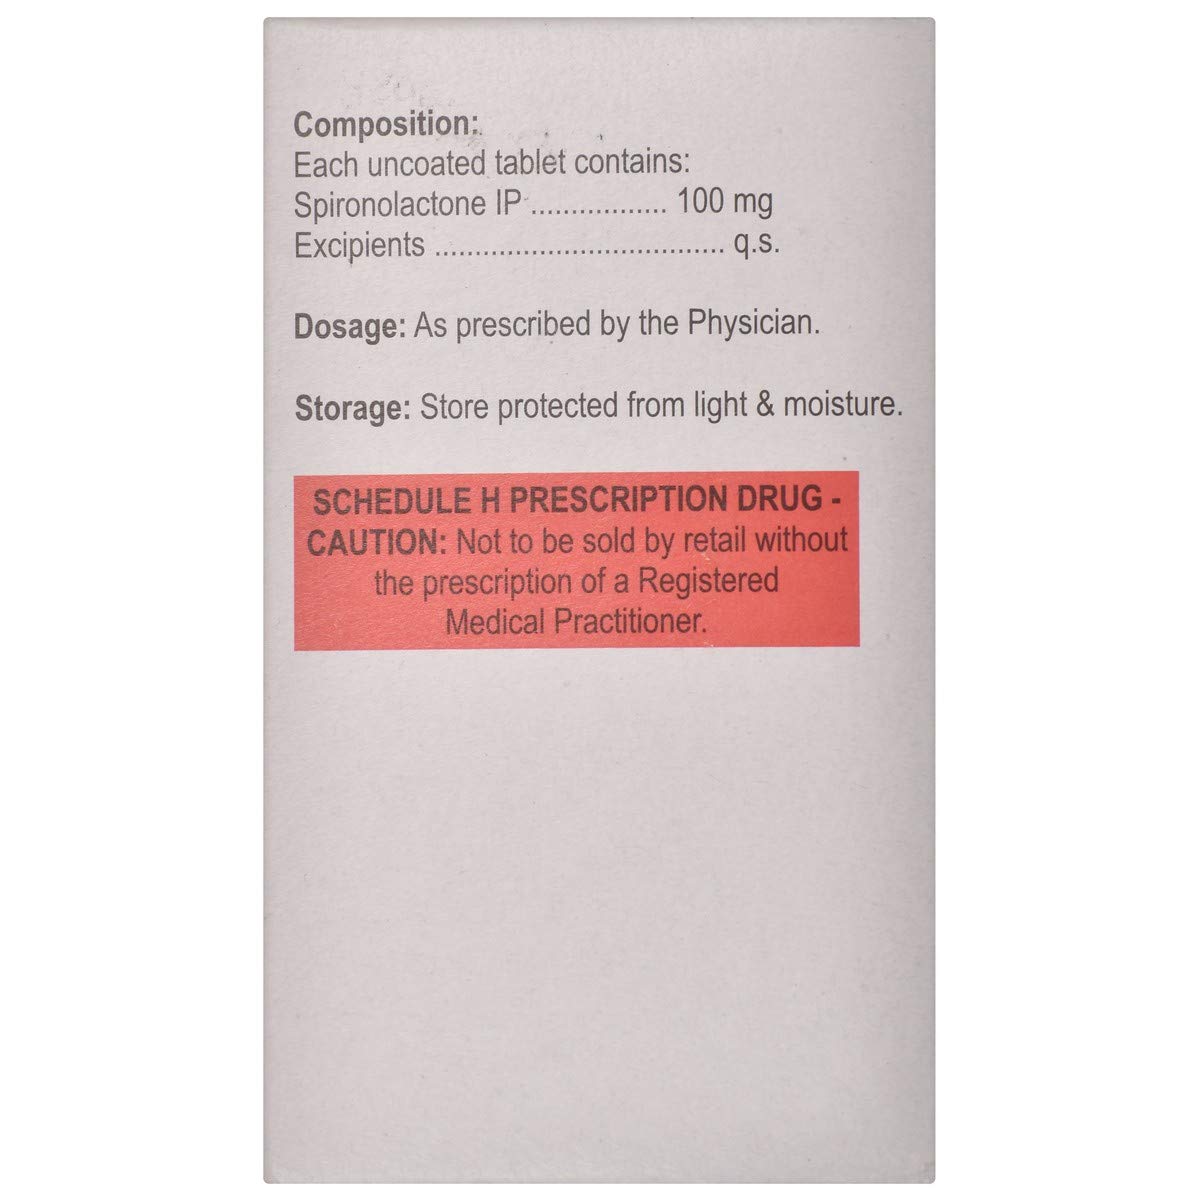 Composition:
Each uncoated tablet contains:
Spironolactone IP ................. 100 mg
Excipients .................................... q.s.
Dosage: As prescribed by the Physician.
Storage: Store protected from light & moisture.
SCHEDULE H PRESCRIPTION DRUG -
CAUTION: Not to be sold by retail without
the prescription of a Registered
Medical Practitioner.